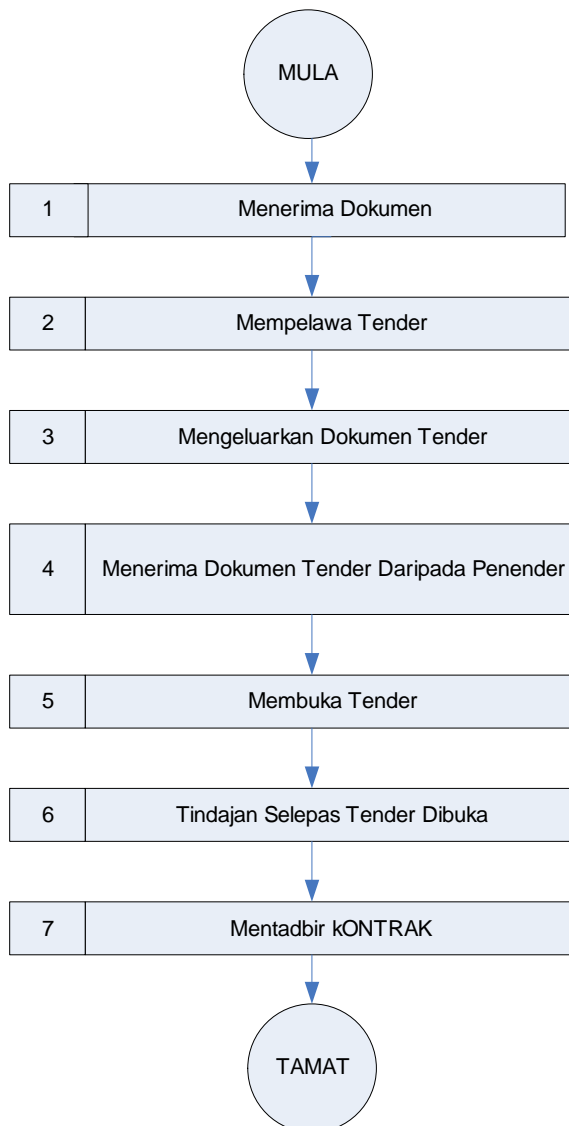 MULA
1 Menerima Dokumen
2 Mempelawa Tender
3 Mengeluarkan Dokumen Tender
4 Menerima Dokumen Tender Daripada Penender
5 Membuka Tender
6 Tindajan Selepas Tender Dibuka
7 Mentadbir kONTRAK
TAMAT